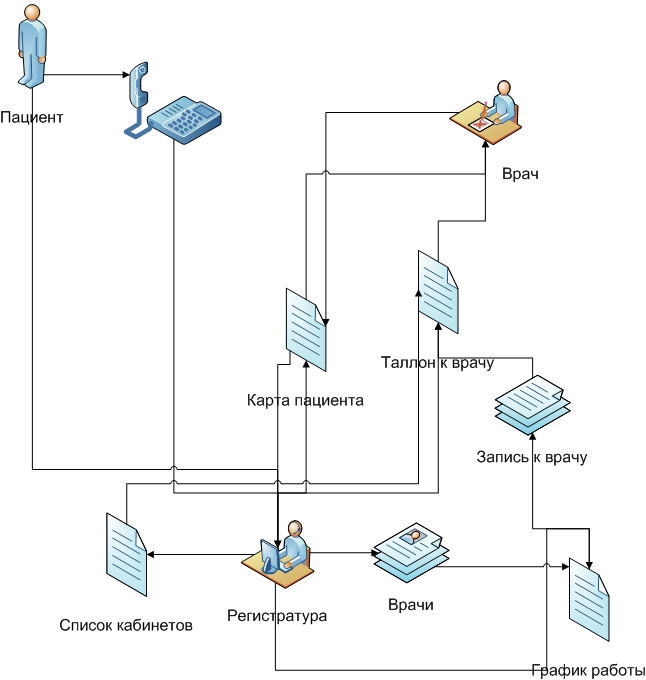 Пациент
Врач
Таллон к врачу
Карта пациента
Запись к врачу
Врачи
Регистратура
Список кабинетов
График работы